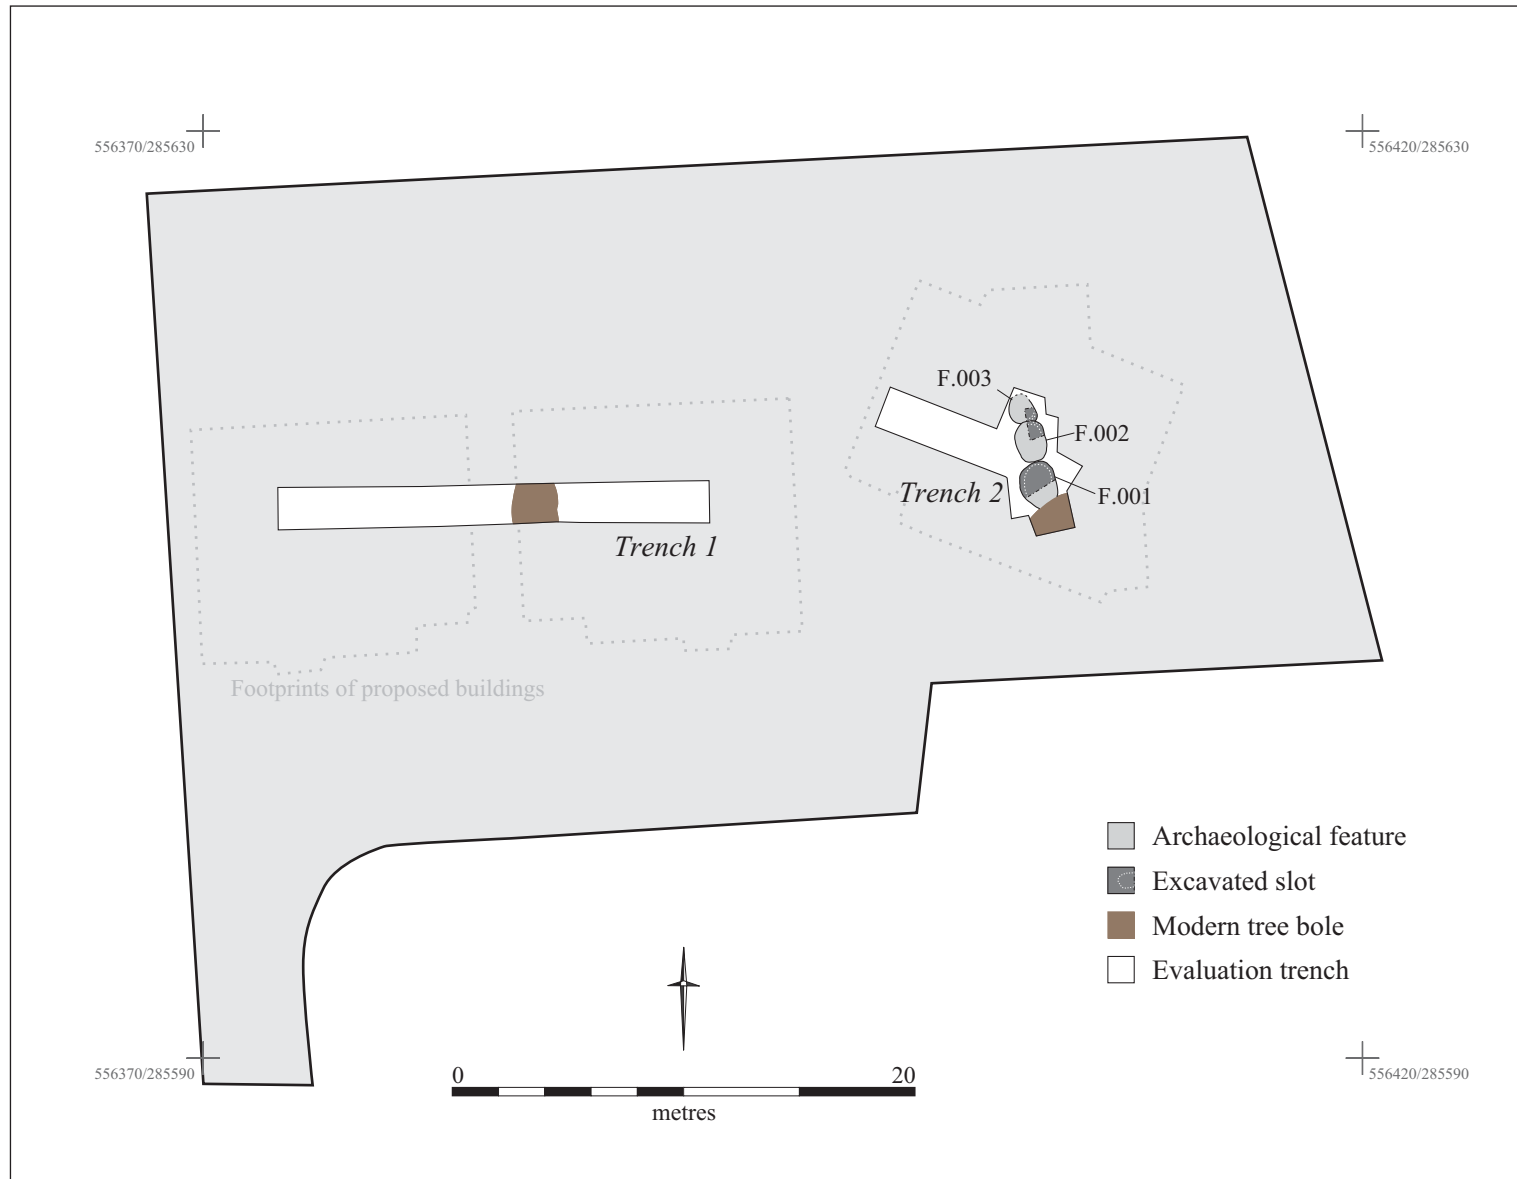 556370/285630
556420/285630
F.003
F.002
Trench 2
F.001
Trench 1
Footprints of proposed buildings
Archaeological feature
Excavated slot
Modern tree bole
Evaluation trench
556370/285590
556420/285590
0 20
metres